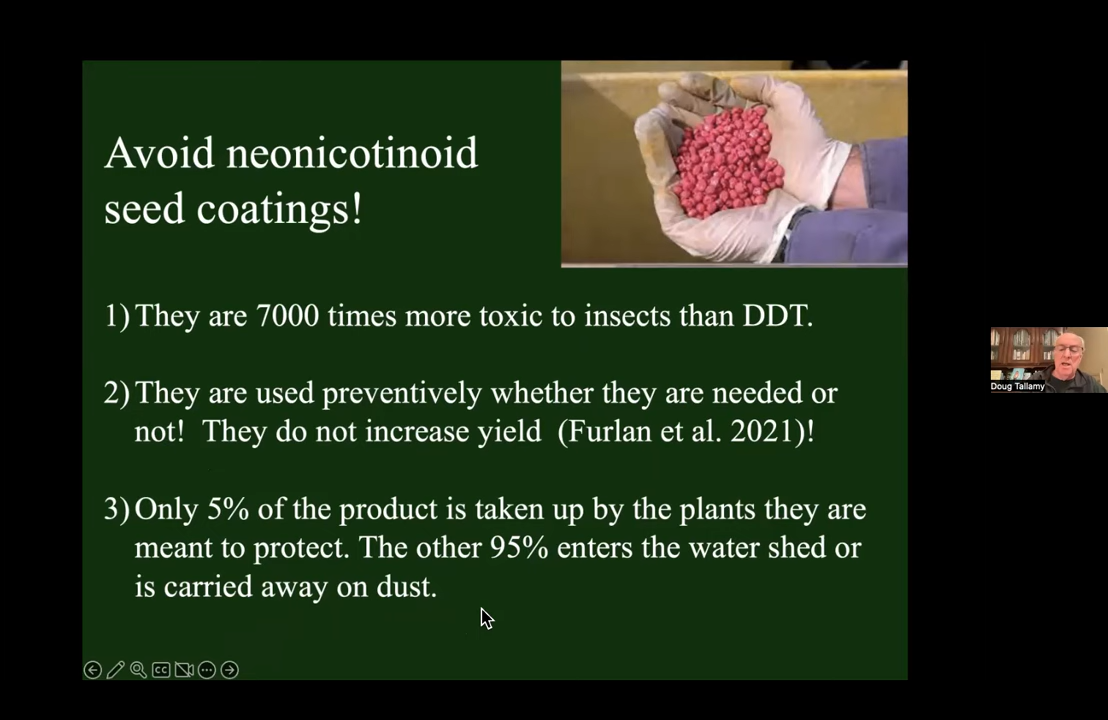 Avoid neonicotinoid
seed coatings!
1) They are 7000 times more toxic to insects than DDT.
2) They are used preventively whether they are needed or
not! They do not increase yield (Furlan et al. 2021)!
3) Only 5% of the product is taken up by the plants they are
meant to protect. The other 95% enters the water shed or
is carried away on dust.
CC
Doug Tallamy